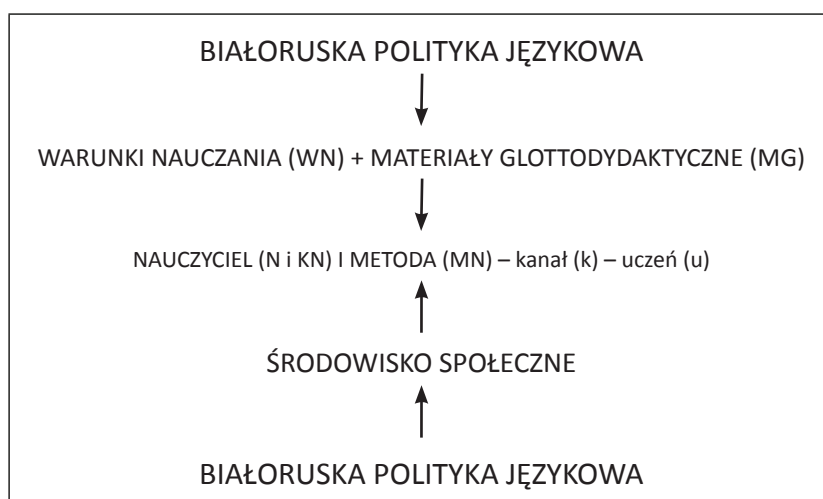 BIAŁORUSKA POLITYKA JĘZYKOWA
WARUNKI NAUCZANIA (WN) + MATERIAŁY GLOTTODYDAKTYCZNE (MG)
NAUCZYCIEL (N i KN) I METODA (MN) – kanał (k) – uczeń (u)
ŚRODOWISKO SPOŁECZNE
BIAŁORUSKA POLITYKA JĘZYKOWA